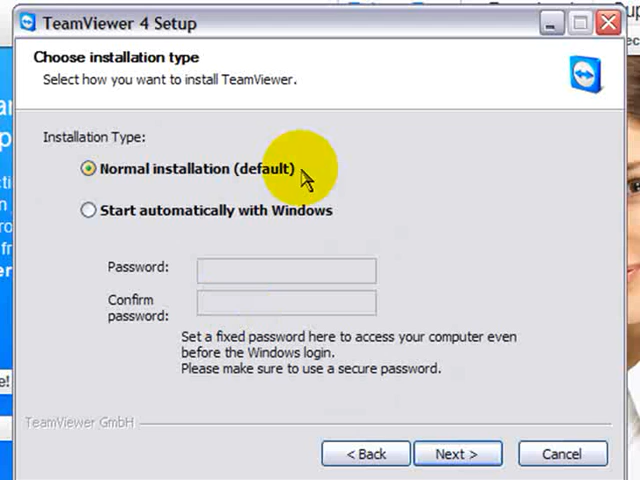 TeamViewer 4 Setup
Choose installation type
Select how you want to install TeamViewer.
Installation Type:
Normal installation (default)
Start automatically with Windows
Password:
Confirm
password:
Set a fixed password here to access your computer even
before the Windows login.
Please make sure to use a secure password.
TeamViewer GmbH
< Back
Next >
Cancel